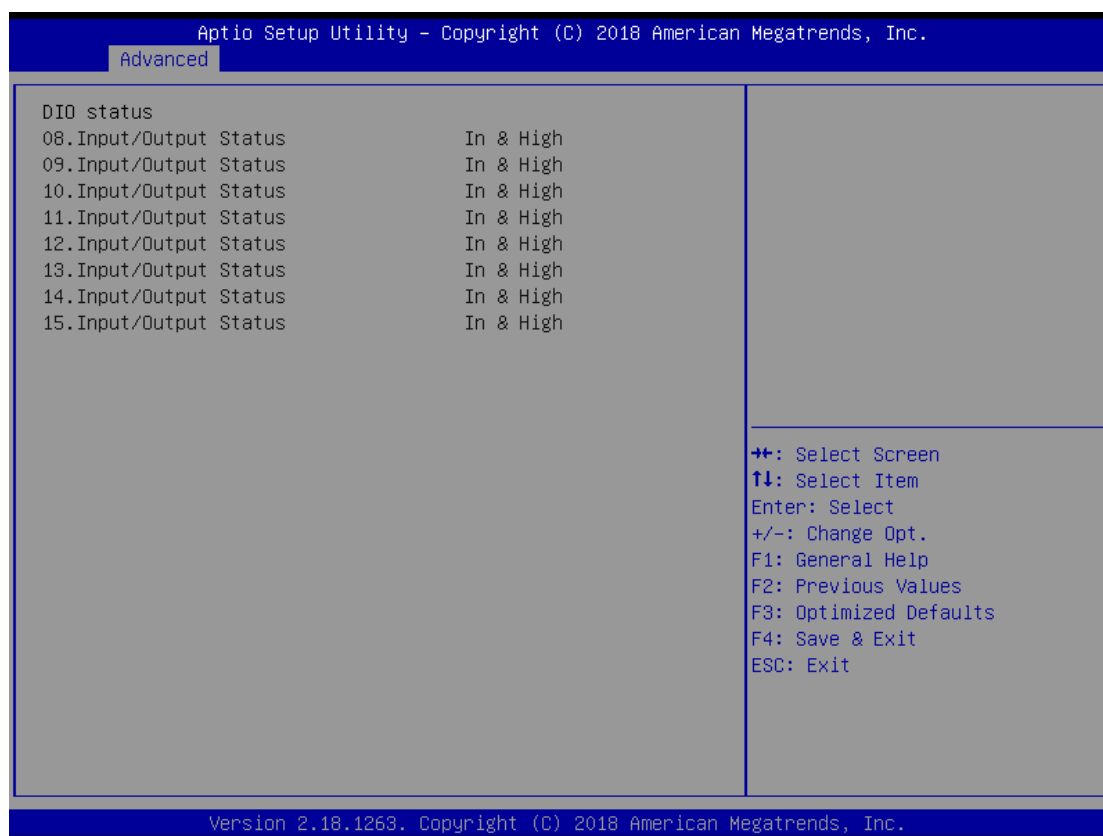 Aptio Setup Utility – Copyright (C) 2018 American Megatrends, Inc.
Advanced
DIO status
08.Input/Output Status In & High
09.Input/Output Status In & High
10.Input/Output Status In & High
11.Input/Output Status In & High
12.Input/Output Status In & High
13.Input/Output Status In & High
14.Input/Output Status In & High
15.Input/Output Status In & High
→←: Select Screen
↑↓: Select Item
Enter: Select
+/-: Change Opt.
F1: General Help
F2: Previous Values
F3: Optimized Defaults
F4: Save & Exit
ESC: Exit
Version 2.18.1263. Copyright (C) 2018 American Megatrends, Inc.